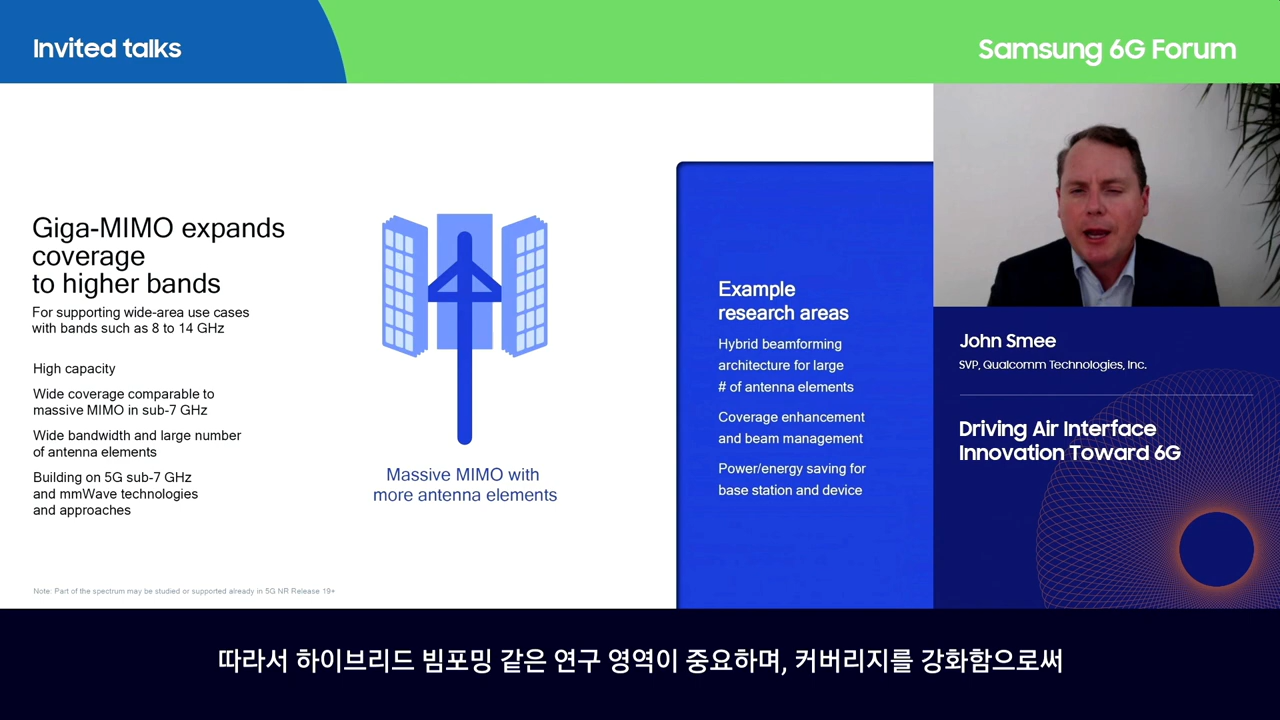 Invited talks
Samsung 6G Forum
Giga-MIMO expands
coverage
to higher bands
For supporting wide-area use cases
with bands such as 8 to 14 GHz
High capacity
Wide coverage comparable to
massive MIMO in sub-7 GHz
Wide bandwidth and large number
of antenna elements
Building on 5G sub-7 GHz
and mmWave technologies
and approaches
Note: Part of the spectrum may be studied or supported already in 5G NR Release 19+
Massive MIMO with
more antenna elements
Example
research areas
Hybrid beamforming
architecture for large
# of antenna elements
Coverage enhancement
and beam management
Power/energy saving for
base station and device
John Smee
SVP, Qualcomm Technologies, Inc.
Driving Air Interface
Innovation Toward 6G
따라서 하이브리드 빔포밍 같은 연구 영역이 중요하며, 커버리지를 강화함으로써